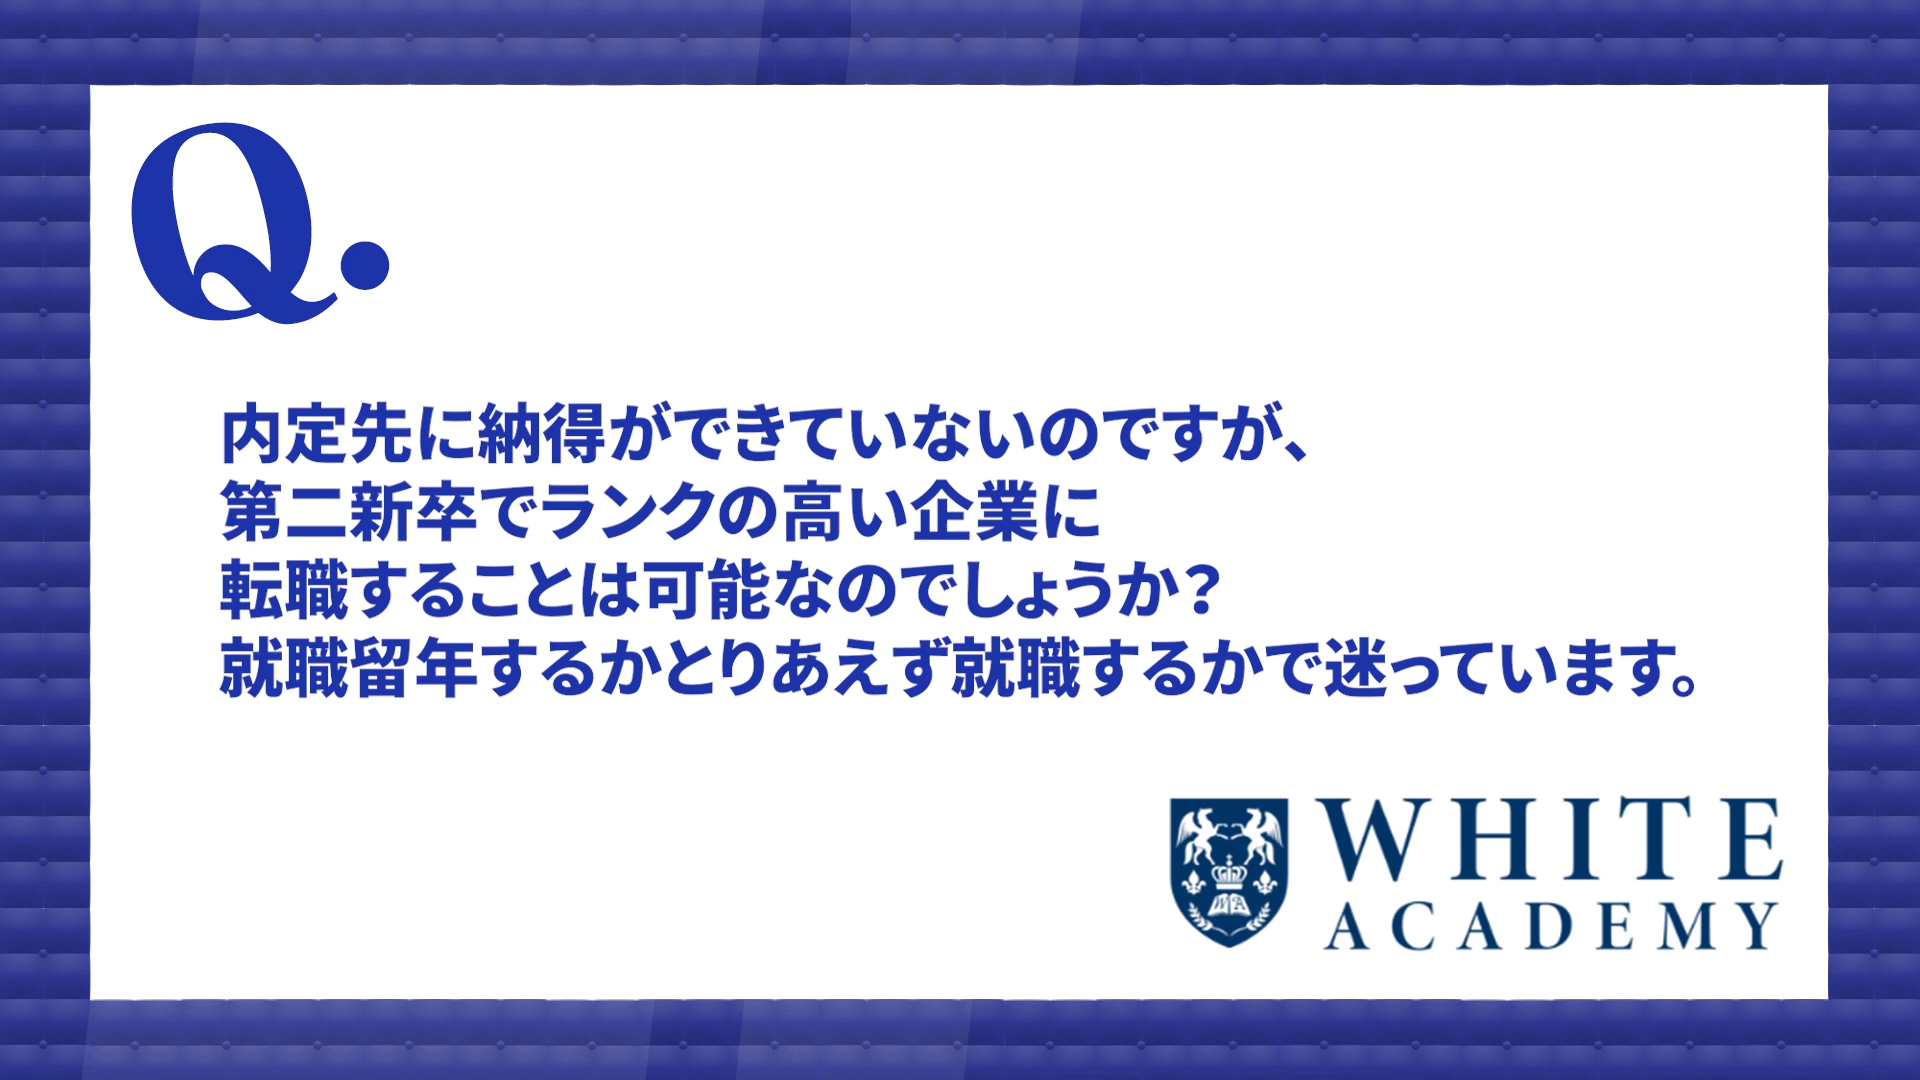 Q.
内定先に納得ができていないのですが、
第二新卒でランクの高い企業に
転職することは可能なのでしょうか？
就職留年するかとりあえず就職するかで迷っています。
WHITE
ACADEMY